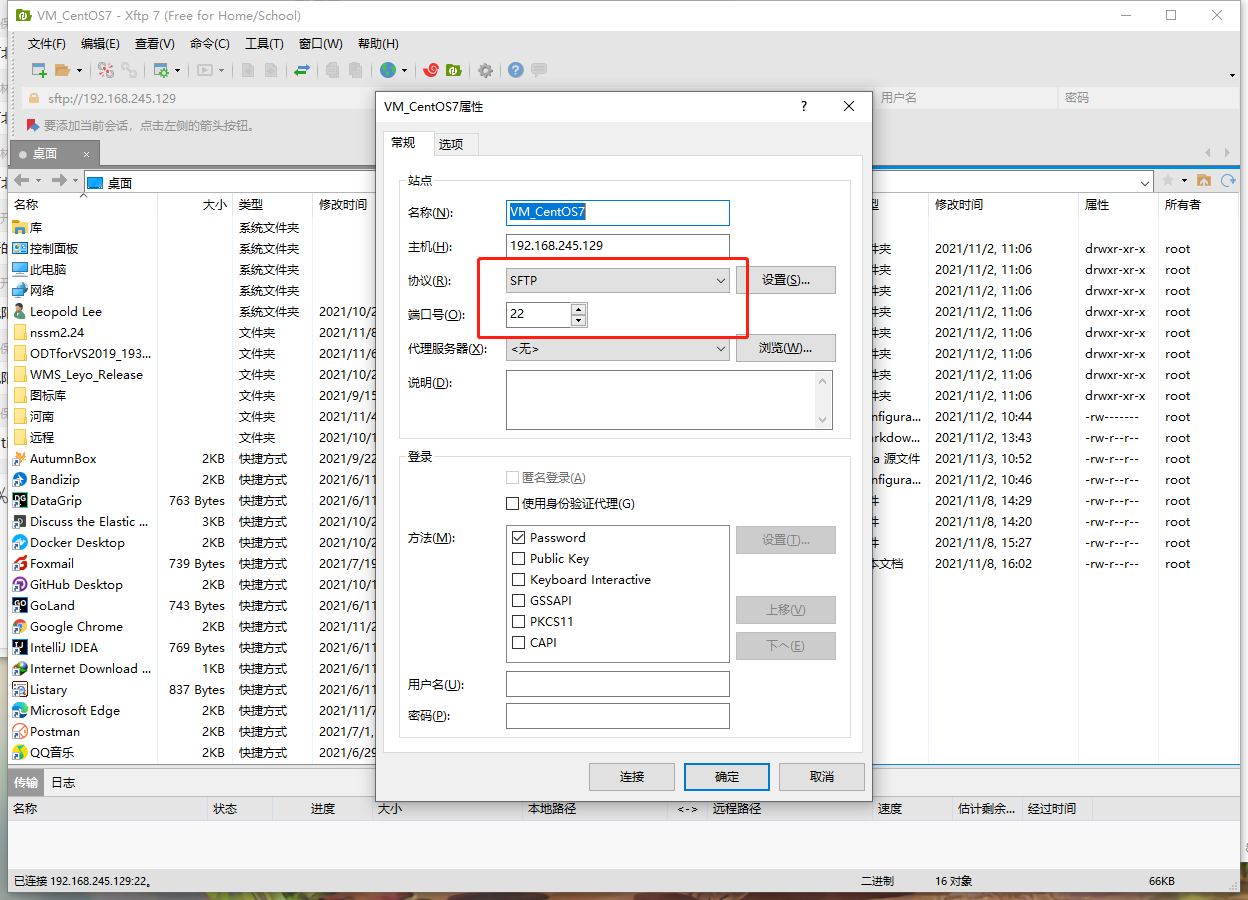 VM_CentOS7 - Xftp 7 (Free for Home/School)
文件(F) 编辑(E) 查看(V) 命令(C) 工具(T) 窗口(W) 帮助(H)
sftp://192.168.245.129 用户名 密码
要添加当前会话，点击左侧的箭头按钮。
桌面
桌面
名称 大小 类型 修改时间
库 系统文件夹
控制面板 系统文件夹
此电脑 系统文件夹
网络 系统文件夹
Leopold Lee 系统文件夹 2021/10/2
nssm2.24 文件夹 2021/11/8
ODTforVS2019_193... 文件夹 2021/11/6
WMS_Leyo_Release 文件夹 2021/10/2
图标库 文件夹 2021/9/15
河南 文件夹 2021/11/4
远程 文件夹 2021/10/1
AutumnBox 2KB 快捷方式 2021/9/22
Bandizip 2KB 快捷方式 2021/6/11
DataGrip 763 Bytes 快捷方式 2021/6/11
Discuss the Elastic ... 3KB 快捷方式 2021/10/2
Docker Desktop 2KB 快捷方式 2021/10/2
Foxmail 739 Bytes 快捷方式 2021/7/19
GitHub Desktop 2KB 快捷方式 2021/10/1
GoLand 743 Bytes 快捷方式 2021/6/11
Google Chrome 2KB 快捷方式 2021/11/2
IntelliJ IDEA 769 Bytes 快捷方式 2021/6/11
Internet Download ... 1KB 快捷方式 2021/6/11
Listary 837 Bytes 快捷方式 2021/6/11
Microsoft Edge 2KB 快捷方式 2021/11/7
Postman 2KB 快捷方式 2021/7/1,
QQ音乐 2KB 快捷方式 2021/6/29
VM_CentOS7属性
?
常规 选项
站点
名称(N): VM_CentOS7
主机(H): 192.168.245.129
协议(R): SFTP 设置(S)...
端口号(O): 22
代理服务器(X): <无> 浏览(W)...
说明(D):
登录
匿名登录(A)
使用身份验证代理(G)
方法(M): Password 设置(T)...
Public Key
Keyboard Interactive
GSSAPI 上移(V)
PKCS11
CAPI 下へ(E)
用户名(U):
密码(P):
连接 确定 取消
型 修改时间 属性 所有者
件夹 2021/11/2, 11:06 drwxr-xr-x root
件夹 2021/11/2, 11:06 drwxr-xr-x root
件夹 2021/11/2, 11:06 drwxr-xr-x root
件夹 2021/11/2, 11:06 drwxr-xr-x root
件夹 2021/11/2, 11:06 drwxr-xr-x root
件夹 2021/11/2, 11:06 drwxr-xr-x root
件夹 2021/11/2, 11:06 drwxr-xr-x root
件夹 2021/11/2, 11:06 drwxr-xr-x root
nfigura... 2021/11/2, 10:44 -rw------- root
arkdow... 2021/11/2, 13:43 -rw-r--r-- root
a 源文件 2021/11/3, 10:52 -rw-r--r-- root
nfigura... 2021/11/2, 10:46 -rw-r--r-- root
件 2021/11/8, 14:29 -rw-r--r-- root
件 2021/11/8, 14:20 -rw-r--r-- root
件 2021/11/8, 15:27 -rw-r--r-- root
本文档 2021/11/8, 16:02 -rw-r--r-- root
传输 日志
名称 状态 进度 大小 本地路径 <-> 远程路径 速度 估计剩余... 经过时间
已连接 192.168.245.129:22。 二进制 16 对象 66KB